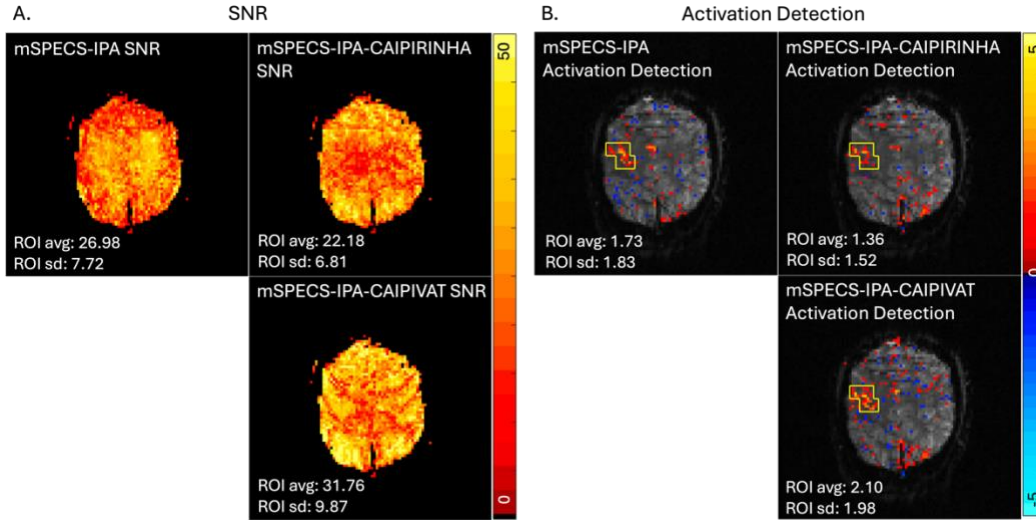 A.
SNR
mSPECS-IPA SNR
mSPECS-IPA-CAIPIRINHA
SNR
50
ROI avg: 26.98
ROI sd: 7.72
ROI avg: 22.18
ROI sd: 6.81
mSPECS-IPA-CAIPIVAT SNR
ROI avg: 31.76
ROI sd: 9.87
0
B.
Activation Detection
mSPECS-IPA
Activation Detection
mSPECS-IPA-CAIPIRINHA
Activation Detection
5
ROI avg: 1.73
ROI sd: 1.83
ROI avg: 1.36
ROI sd: 1.52
0
mSPECS-IPA-CAIPIVAT
Activation Detection
ROI avg: 2.10
ROI sd: 1.98
-5